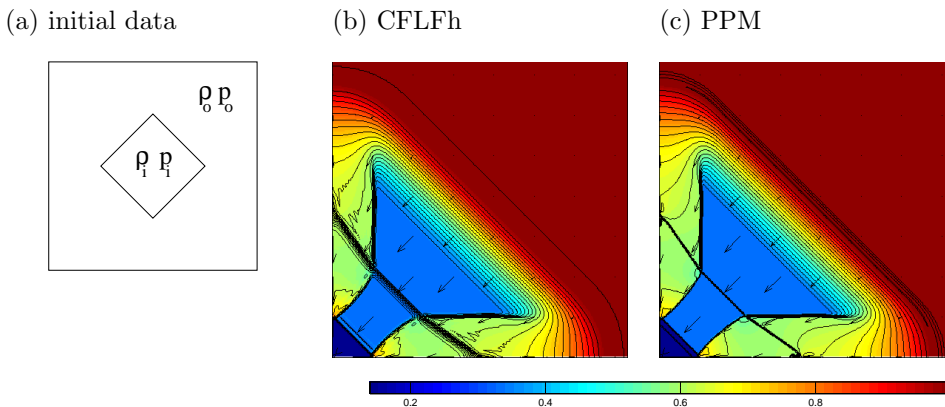 (a) initial data
(b) CFLFh
(c) PPM
ρo po
ρi pi
0.2 0.4 0.6 0.8